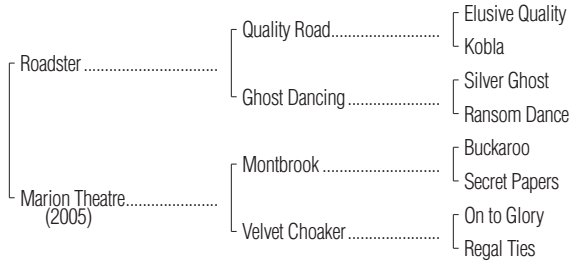 Elusive Quality
Quality Road
Kobla
Roadster
Silver Ghost
Ghost Dancing
Ransom Dance
Buckaroo
Montbrook
Secret Papers
Marion Theatre
(2005)
On to Glory
Velvet Choaker
Regal Ties